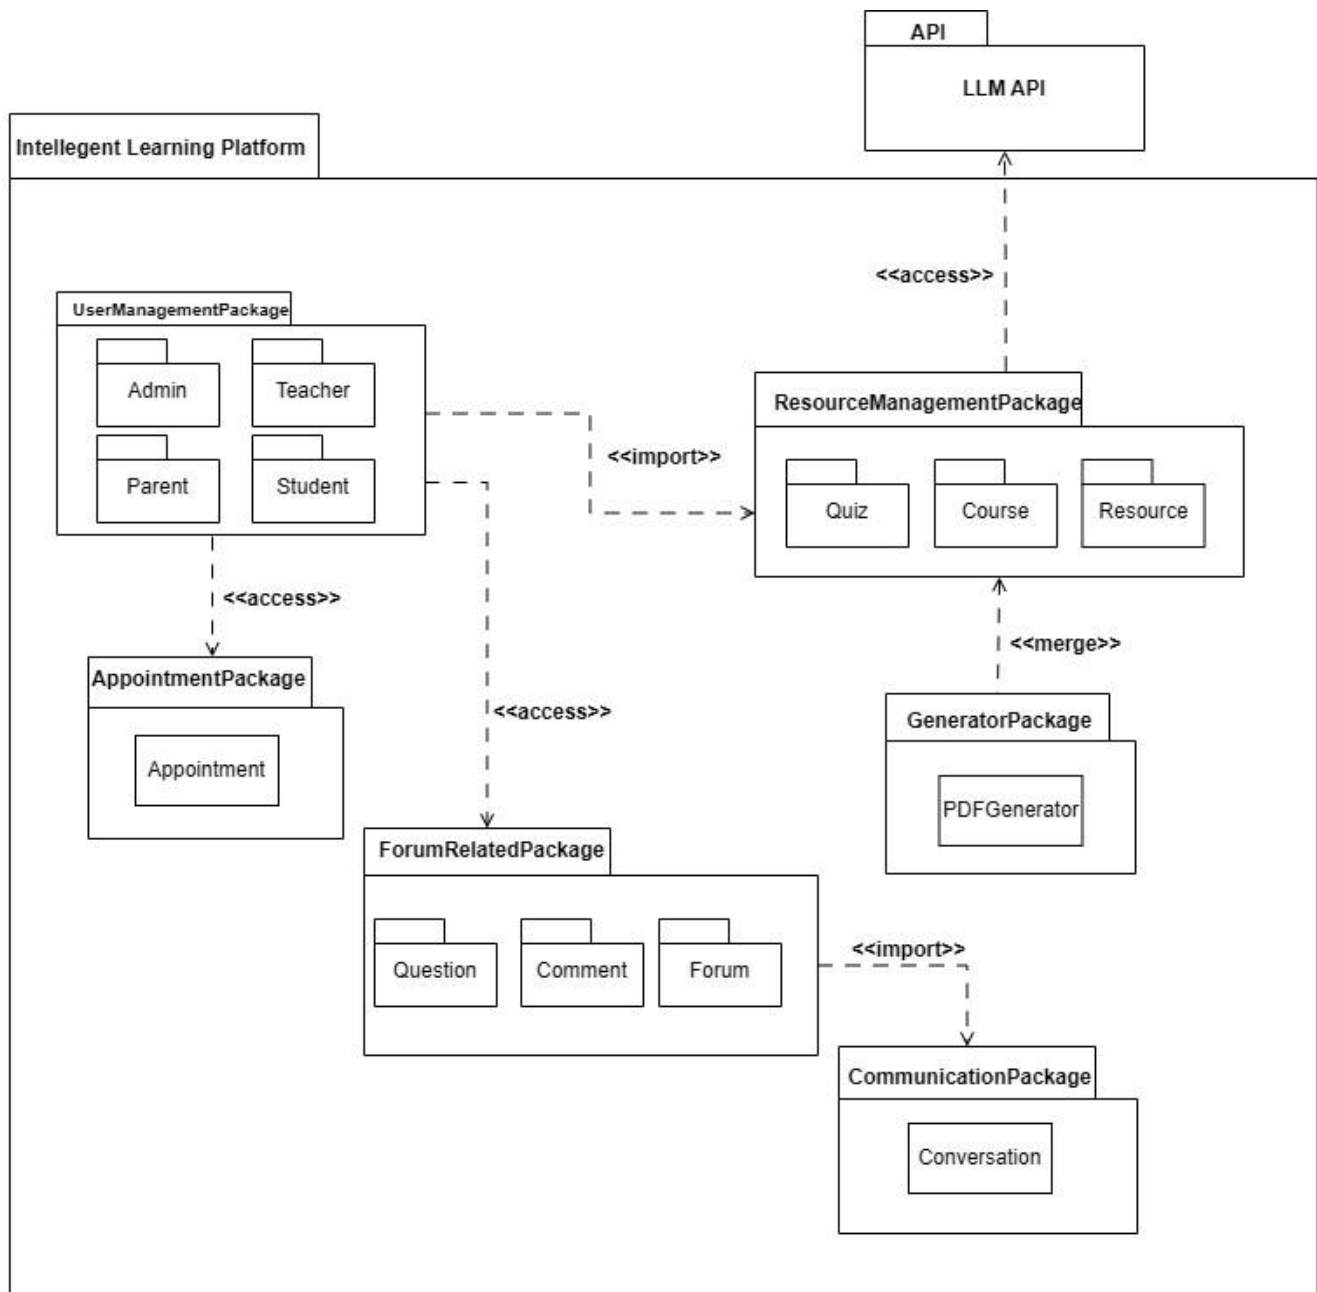 API
LLM API
Intellegent Learning Platform
<<access>>
UserManagementPackage
Admin
Teacher
Parent
Student
<<import>>
ResourceManagementPackage
Quiz
Course
Resource
<<access>>
<<merge>>
AppointmentPackage
Appointment
<<access>>
GeneratorPackage
PDFGenerator
ForumRelatedPackage
Question
Comment
Forum
<<import>>
CommunicationPackage
Conversation